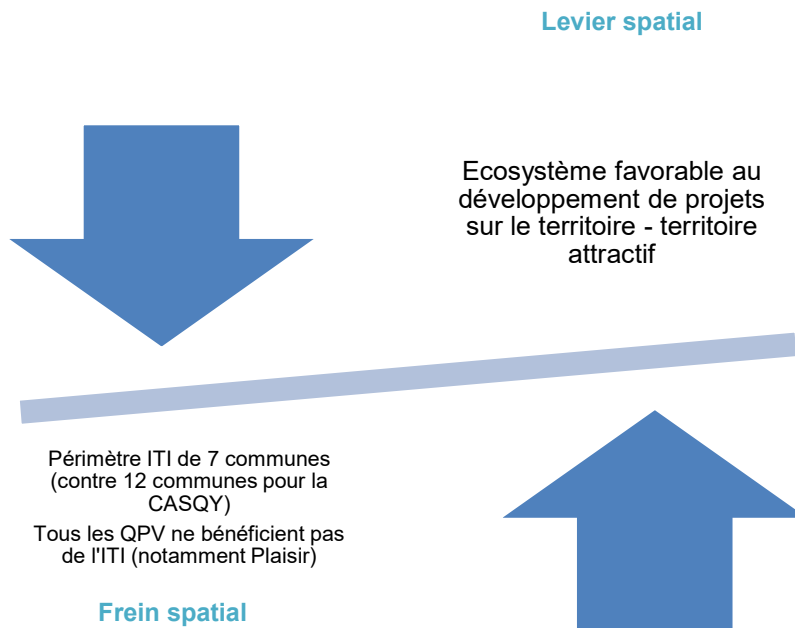 Levier spatial
Ecosystème favorable au
développement de projets
sur le territoire - territoire
attractif
Périmètre ITI de 7 communes
(contre 12 communes pour la
CASQY)
Tous les QPV ne bénéficient pas
de l'ITI (notamment Plaisir)
Frein spatial